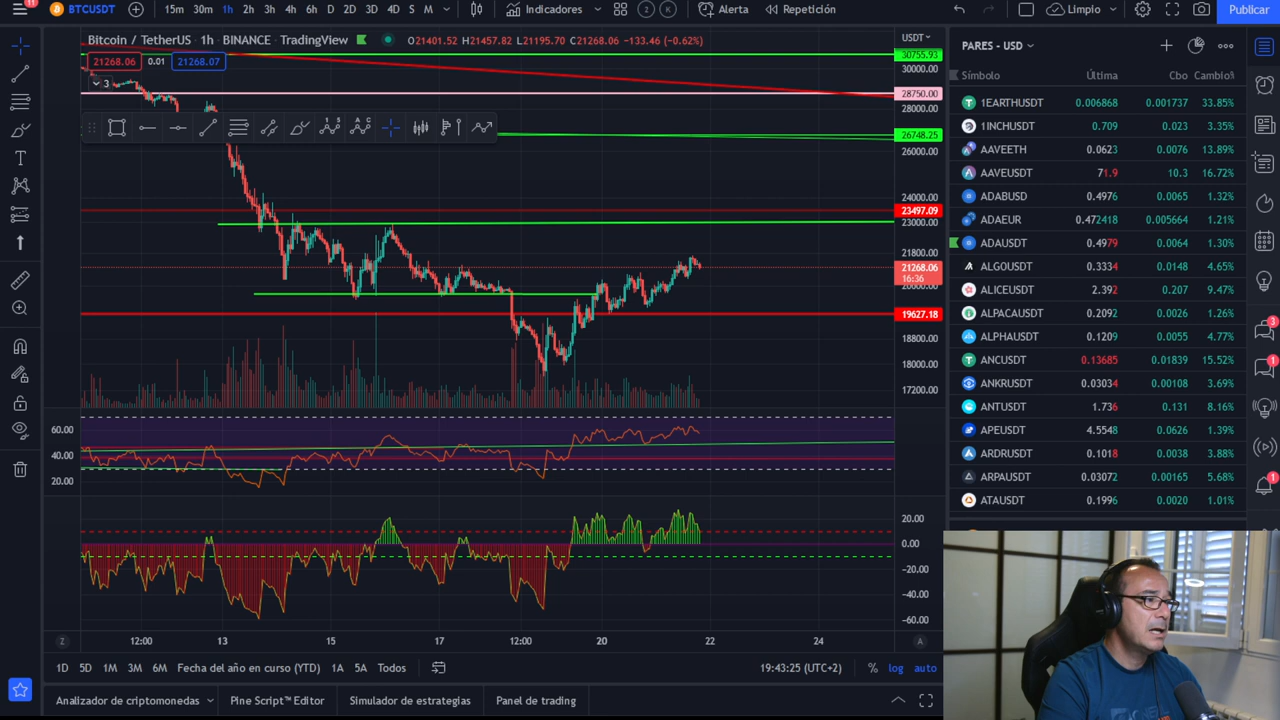 11
BTCUSDT
15m 30m 1h 2h 3h 4h 6h D 2D 3D 4D S M
Indicadores
2 K
Alerta
Repetición
Limpio
Publicar
Bitcoin / TetherUS · 1h · BINANCE · TradingView
O21401.52 H21457.82 L21195.70 C21268.06 −133.46 (−0.62%)
21268.06 0.01 21268.07
3
USDT
30755.93
30000.00
28750.00
28000.00
26748.25
26000.00
24000.00
23497.09
23000.00
21800.00
21268.06
16:36
20000.00
19627.18
18800.00
18000.00
17200.00
60.00
40.00
20.00
20.00
0.00
−20.00
−40.00
−60.00
Z 12:00 13 15 17 12:00 20 22 24 A
1D 5D 1M 3M 6M Fecha del año en curso (YTD) 1A 5A Todos
19:43:25 (UTC+2) % log auto
Analizador de criptomonedas Pine Script™ Editor Simulador de estrategias Panel de trading
PARES - USD
Símbolo Última Cbo Cambio%
1EARTHUSDT 0.006868 0.001737 33.85%
1INCHUSDT 0.709 0.023 3.35%
AAVEETH 0.0623 0.0076 13.89%
AAVEUSDT 71.9 10.3 16.72%
ADABUSD 0.4976 0.0065 1.32%
ADAEUR 0.472418 0.005664 1.21%
ADAUSDT 0.4979 0.0064 1.30%
ALGOUSDT 0.3334 0.0148 4.65%
ALICEUSDT 2.392 0.207 9.47%
ALPACAUSDT 0.2092 0.0026 1.26%
ALPHAUSDT 0.1209 0.0055 4.77%
ANCUSDT 0.13685 0.01839 15.52%
ANKRUSDT 0.03034 0.00108 3.69%
ANTUSDT 1.736 0.131 8.16%
APEUSDT 4.5548 0.0626 1.39%
ARDRUSDT 0.1018 0.0038 3.88%
ARPAUSDT 0.03072 0.00165 5.68%
ATAUSDT 0.1996 0.0020 1.01%
3
1
1